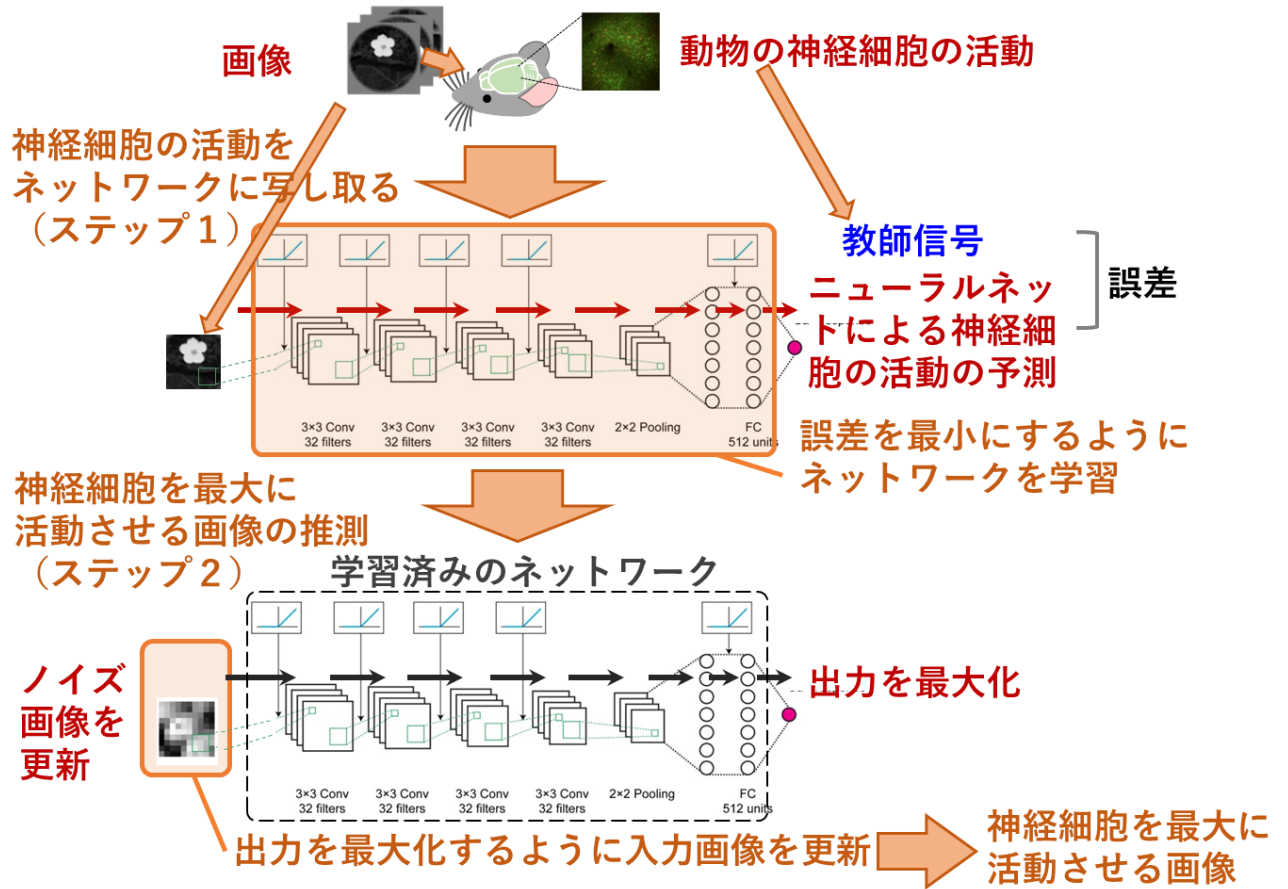 画像
動物の神経細胞の活動
神経細胞の活動を
ネットワークに写し取る
（ステップ１）
教師信号
ニューラルネッ
トによる神経細
胞の活動の予測
誤差
3×3 Conv
32 filters
3×3 Conv
32 filters
3×3 Conv
32 filters
3×3 Conv
32 filters
2×2 Pooling
FC
512 units
誤差を最小にするように
ネットワークを学習
神経細胞を最大に
活動させる画像の推測
（ステップ２）
学習済みのネットワーク
ノイズ
画像を
更新
出力を最大化
3×3 Conv
32 filters
3×3 Conv
32 filters
3×3 Conv
32 filters
3×3 Conv
32 filters
2×2 Pooling
FC
512 units
出力を最大化するように入力画像を更新
神経細胞を最大に
活動させる画像